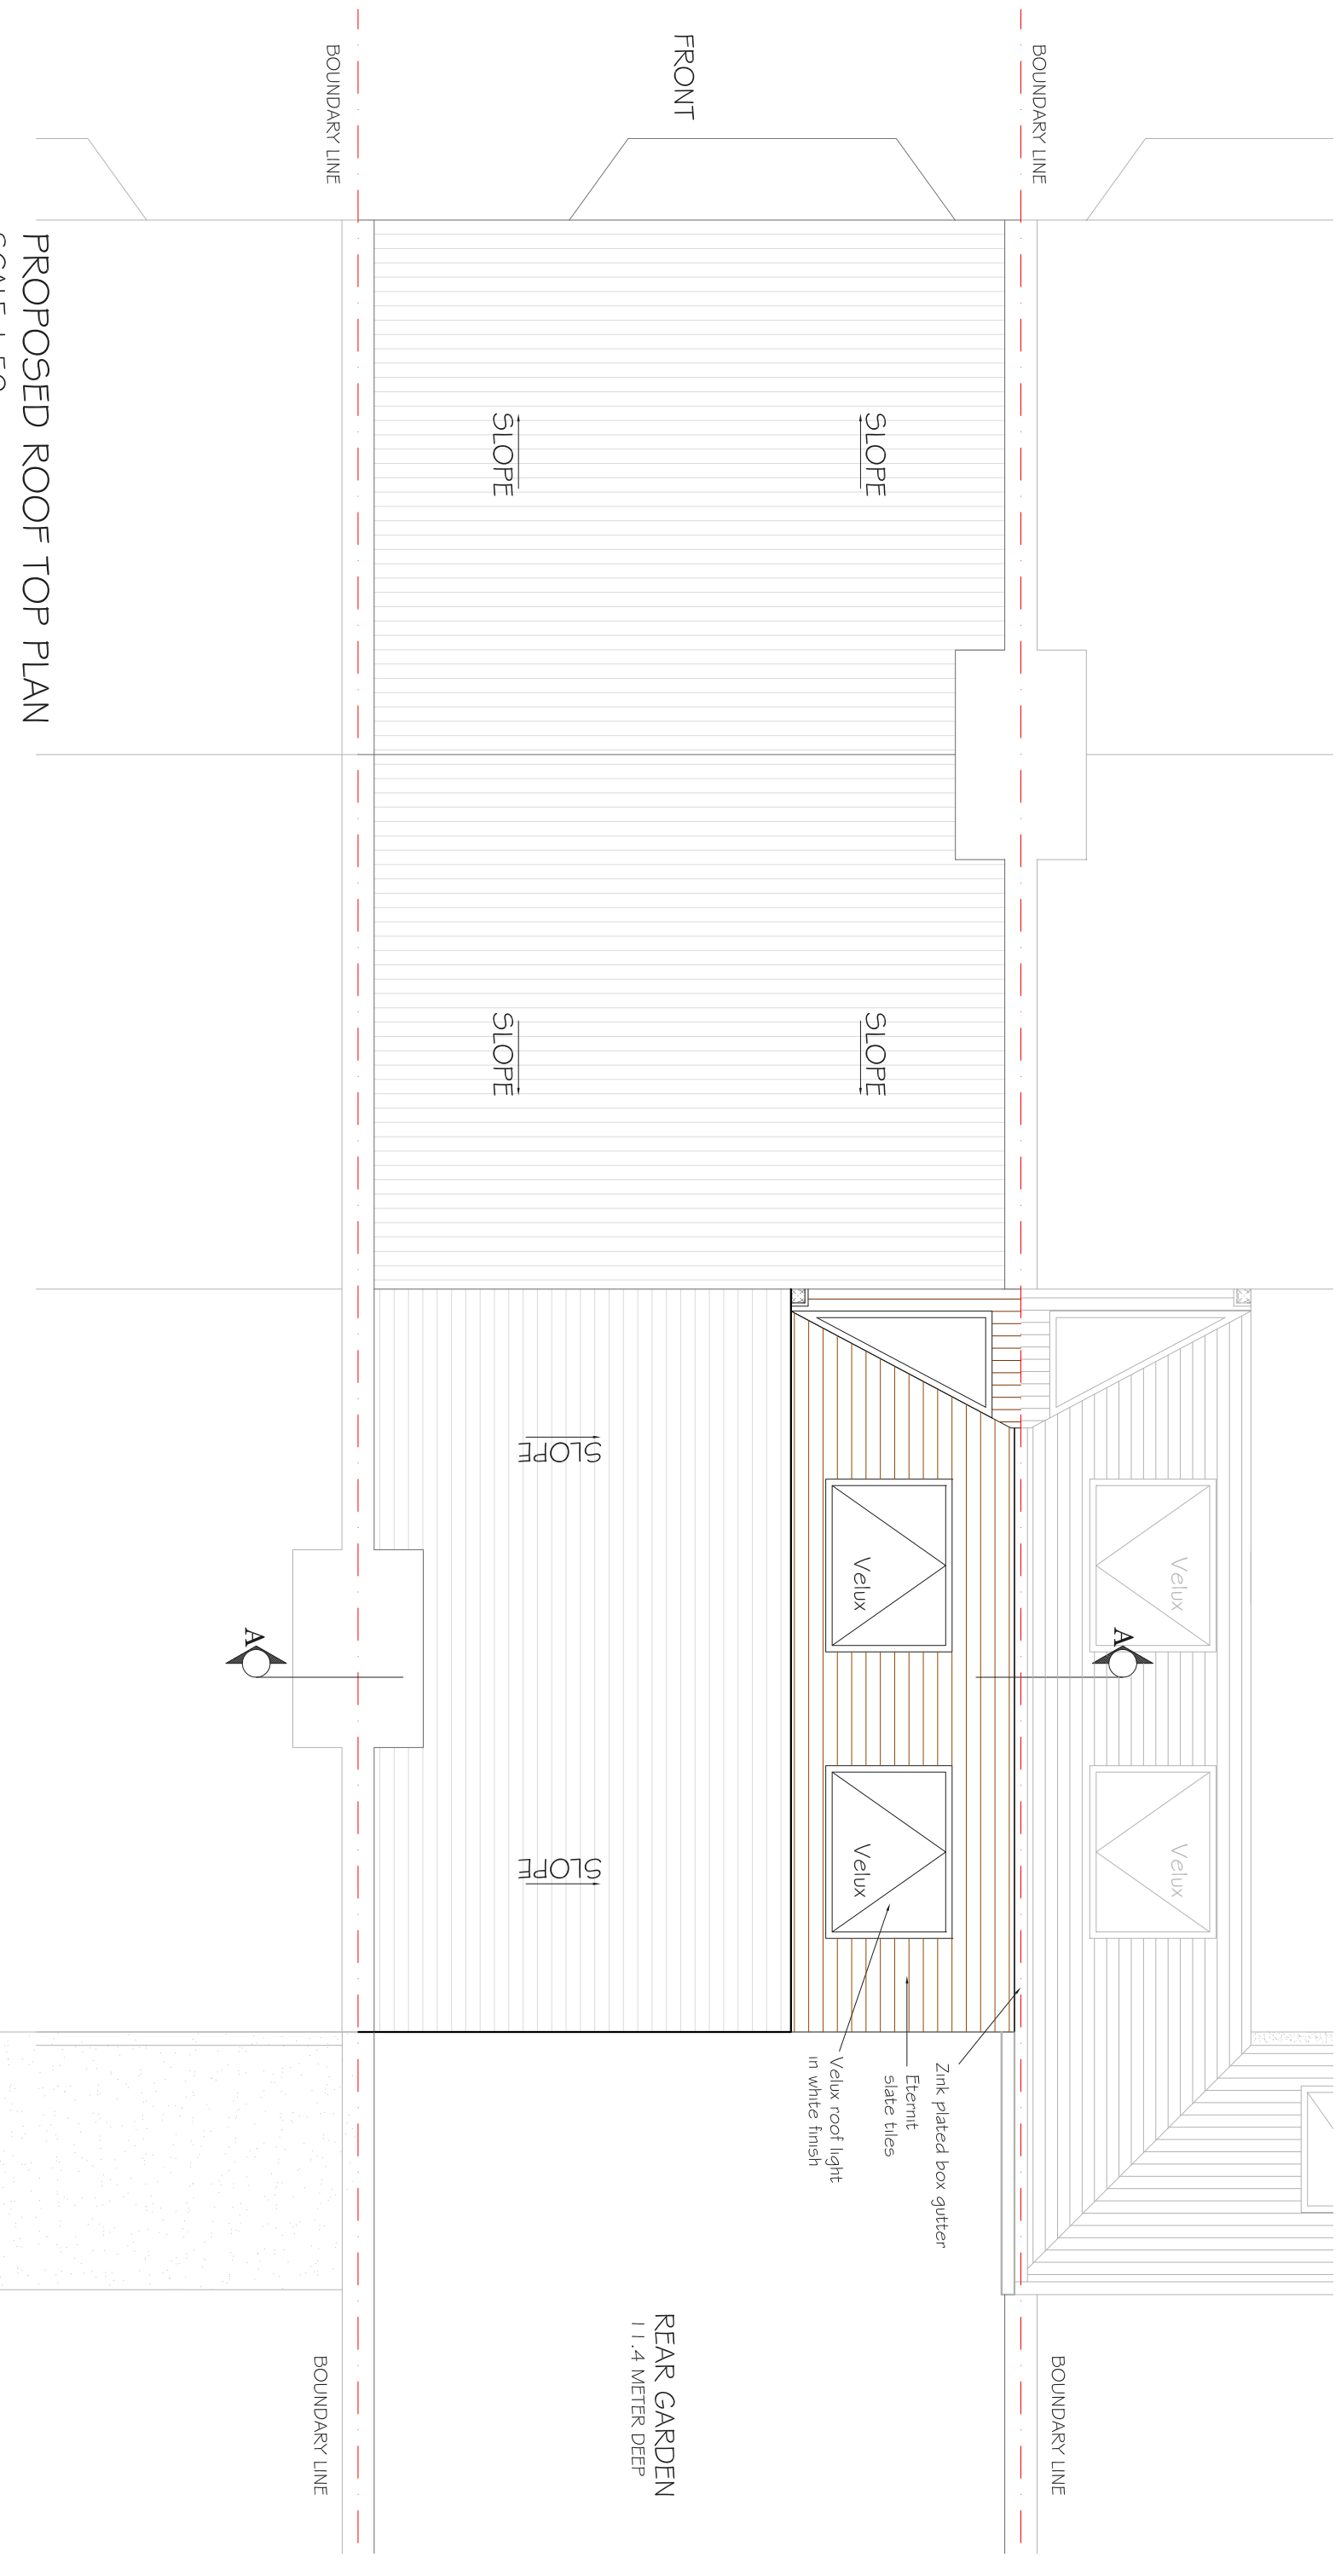 BOUNDARY LINE
FRONT
BOUNDARY LINE
PROPOSED ROOF TOP PLAN
SLOPE
SLOPE
SLOPE
SLOPE
SLOPE
SLOPE
Velux
Velux
Velux
Velux
A
A
Zink plated box gutter
Eternit
slate tiles
Velux roof light
in white finish
REAR GARDEN
11.4 METER DEEP
BOUNDARY LINE
BOUNDARY LINE